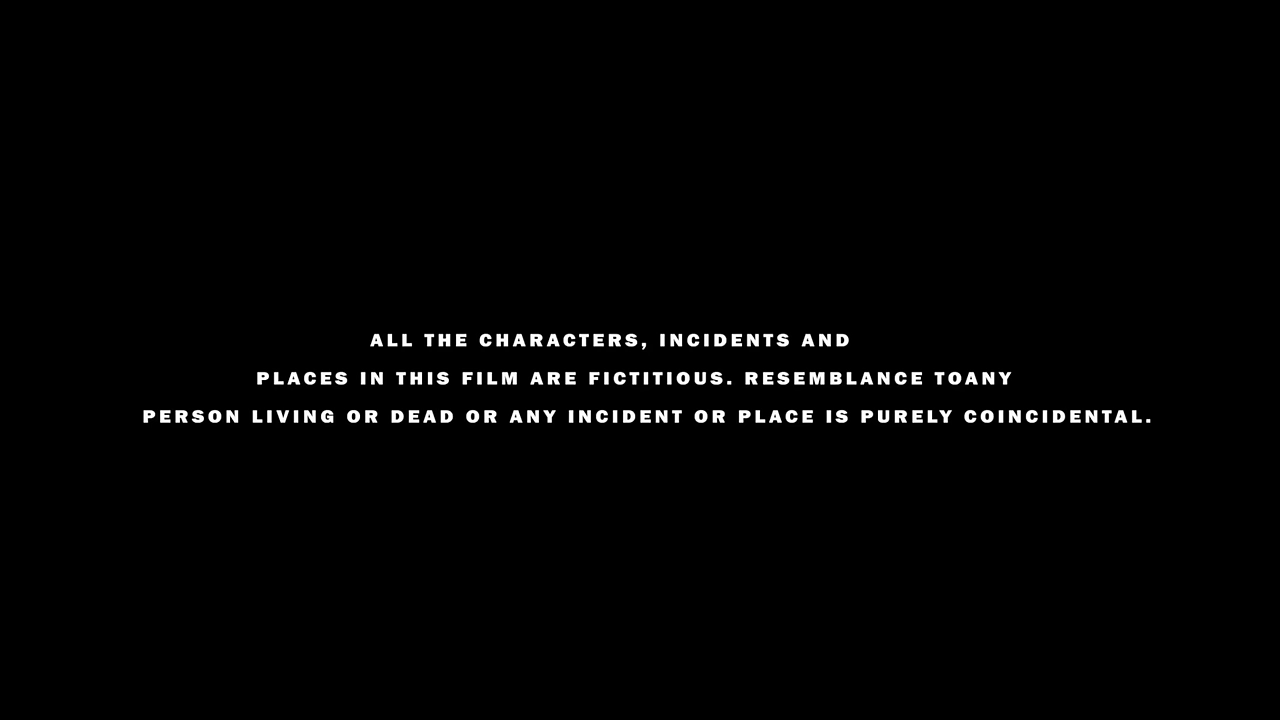 ALL THE CHARACTERS, INCIDENTS AND
PLACES IN THIS FILM ARE FICTITIOUS. RESEMBLANCE TOANY
PERSON LIVING OR DEAD OR ANY INCIDENT OR PLACE IS PURELY COINCIDENTAL.